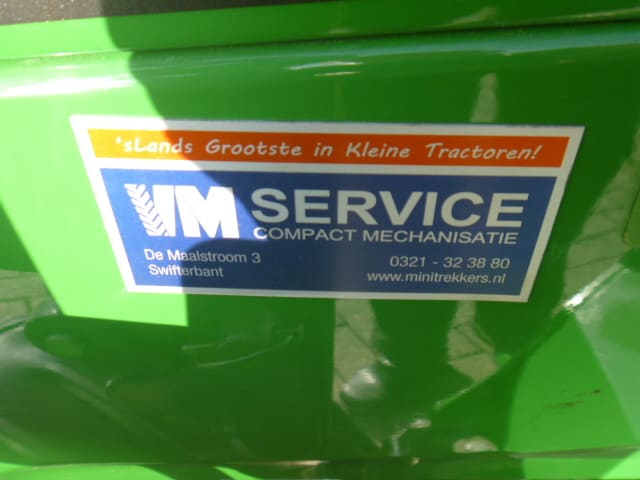 'sLands Grootste in Kleine Tractoren!
VM SERVICE
COMPACT MECHANISATIE
De Maalstroom 3
Swifterbant
0321 - 32 38 80
www.minitrekkers.nl